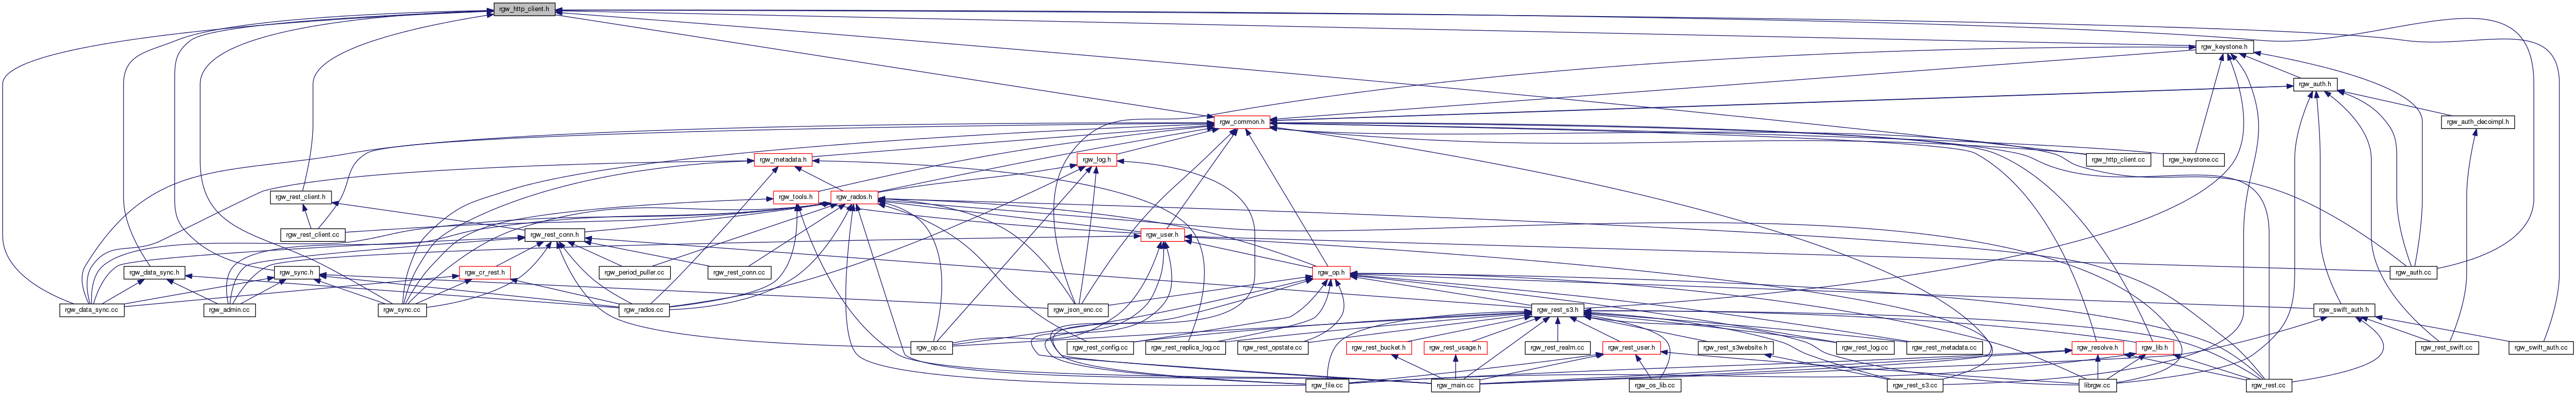 rgw_http_client.h
rgw_keystone.h
rgw_auth.h
rgw_common.h
rgw_auth_decoimpl.h
rgw_metadata.h
rgw_log.h
rgw_http_client.cc
rgw_keystone.cc
rgw_rest_client.h
rgw_tools.h
rgw_rados.h
rgw_rest_client.cc
rgw_rest_conn.h
rgw_user.h
rgw_data_sync.h
rgw_sync.h
rgw_cr_rest.h
rgw_period_puller.cc
rgw_rest_conn.cc
rgw_op.h
rgw_auth.cc
rgw_data_sync.cc
rgw_admin.cc
rgw_sync.cc
rgw_rados.cc
rgw_json_enc.cc
rgw_rest_s3.h
rgw_swift_auth.h
rgw_op.cc
rgw_rest_config.cc
rgw_rest_replica_log.cc
rgw_rest_opstate.cc
rgw_rest_bucket.h
rgw_rest_usage.h
rgw_rest_realm.cc
rgw_rest_user.h
rgw_rest_s3website.h
rgw_rest_log.cc
rgw_rest_metadata.cc
rgw_resolve.h
rgw_lib.h
rgw_rest_swift.cc
rgw_swift_auth.cc
rgw_file.cc
rgw_main.cc
rgw_os_lib.cc
rgw_rest_s3.cc
librgw.cc
rgw_rest.cc